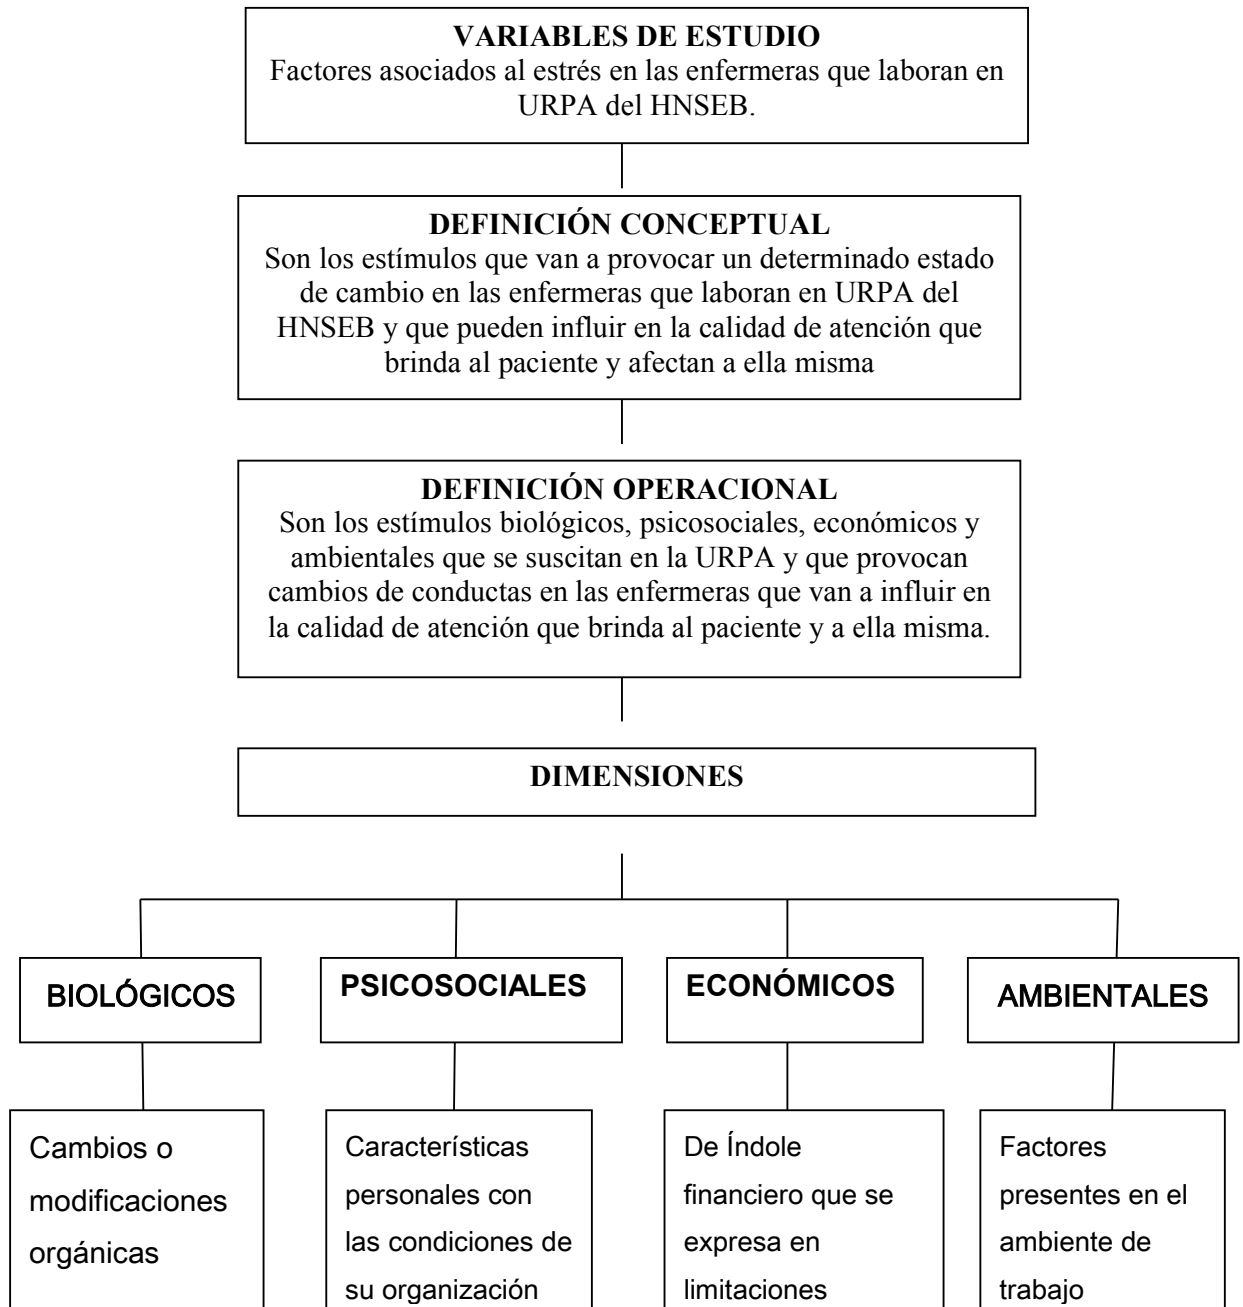 VARIABLES DE ESTUDIO
Factores asociados al estrés en las enfermeras que laboran en
URPA del HNSEB.
DEFINICIÓN CONCEPTUAL
Son los estímulos que van a provocar un determinado estado
de cambio en las enfermeras que laboran en URPA del
HNSEB y que pueden influir en la calidad de atención que
brinda al paciente y afectan a ella misma
DEFINICIÓN OPERACIONAL
Son los estímulos biológicos, psicosociales, económicos y
ambientales que se suscitan en la URPA y que provocan
cambios de conductas en las enfermeras que van a influir en
la calidad de atención que brinda al paciente y a ella misma.
DIMENSIONES
BIOLÓGICOS
PSICOSOCIALES
ECONÓMICOS
AMBIENTALES
Cambios o
modificaciones
orgánicas
Características
personales con
las condiciones de
su organización
De Índole
financiero que se
expresa en
limitaciones
Factores
presentes en el
ambiente de
trabajo